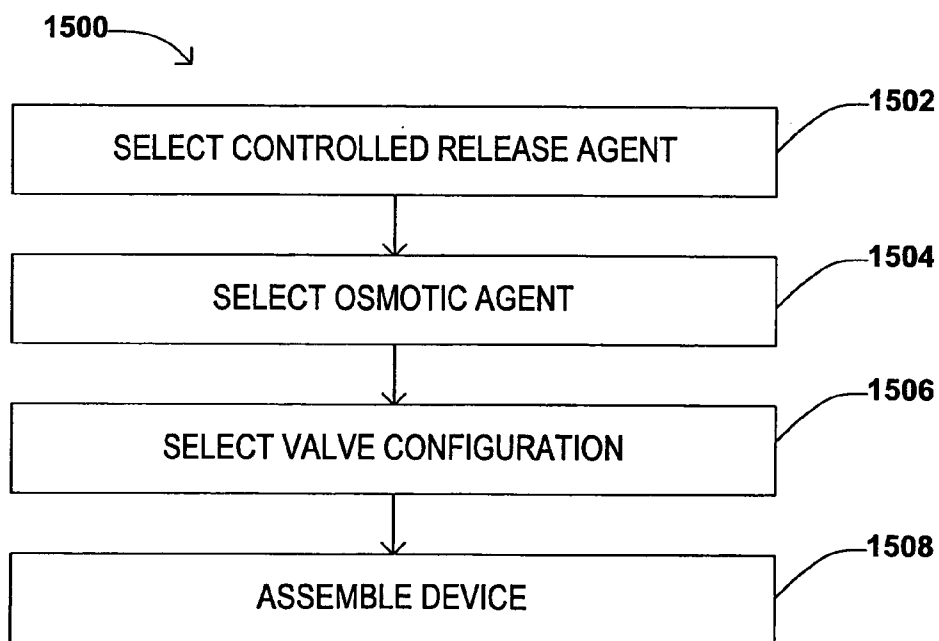 1500
1502
SELECT CONTROLLED RELEASE AGENT
1504
SELECT OSMOTIC AGENT
1506
SELECT VALVE CONFIGURATION
1508
ASSEMBLE DEVICE